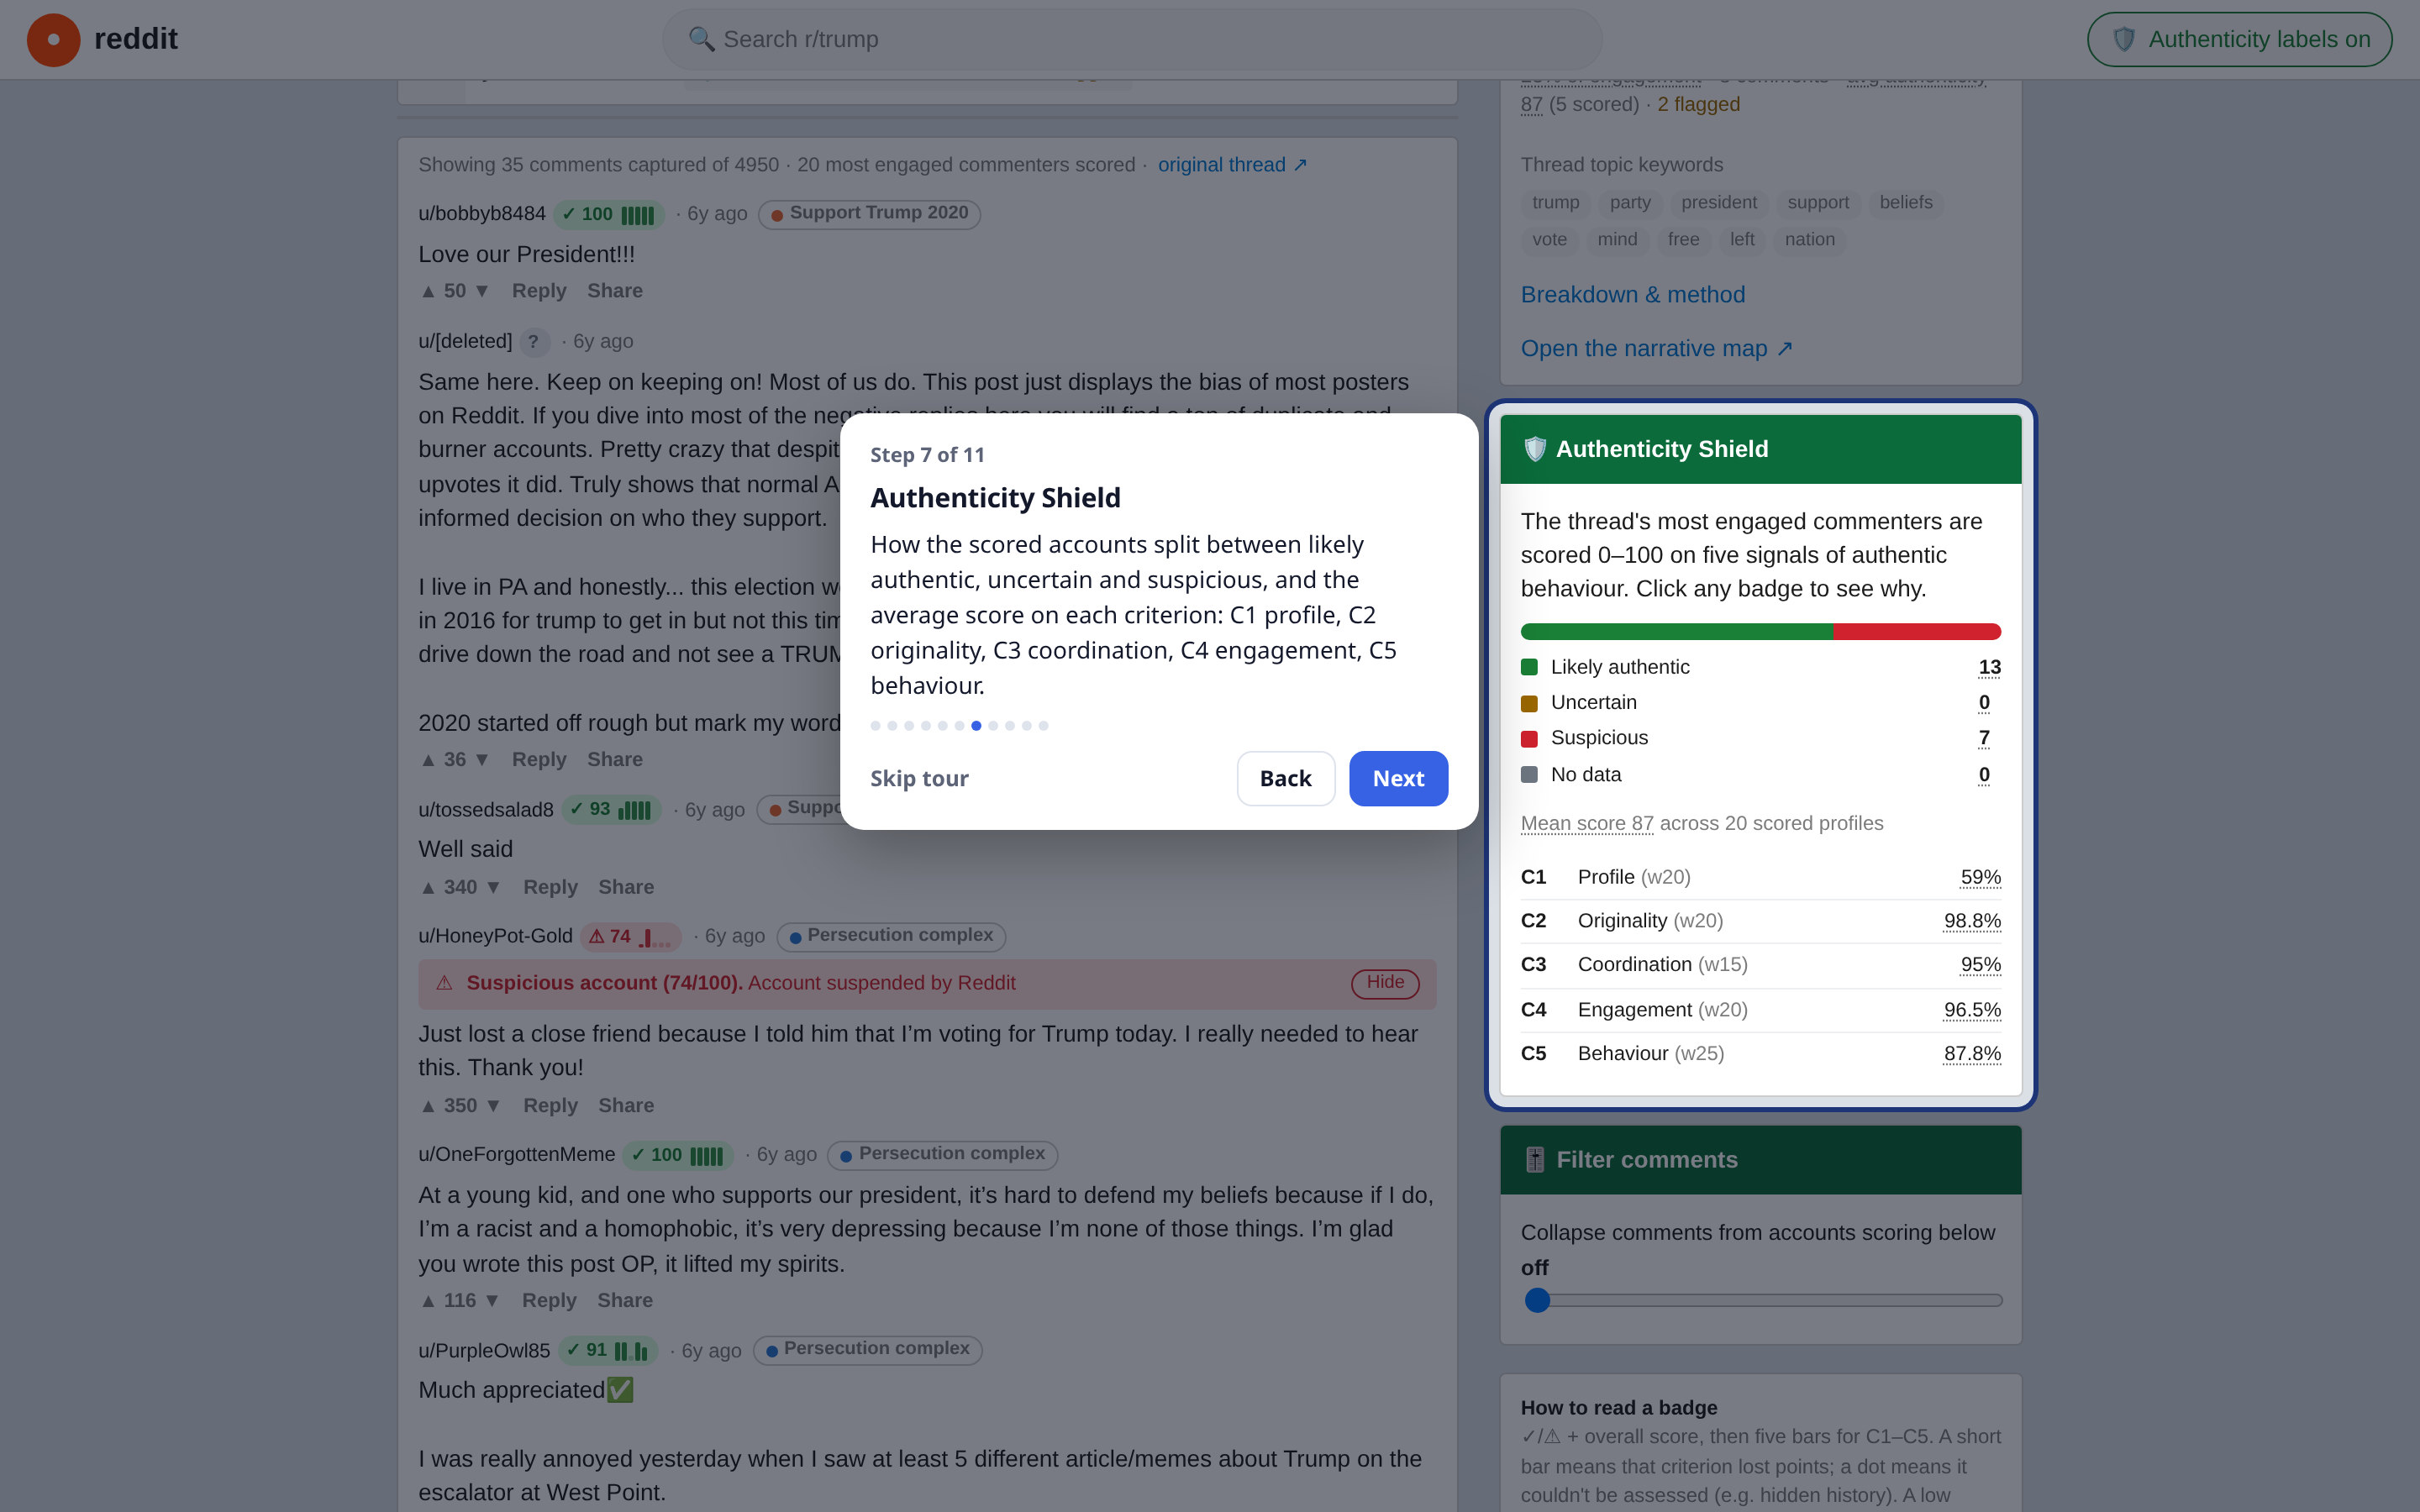 reddit
🔍 Search r/trump
🛡️ Authenticity labels on
87 (5 scored) · 2 flagged
Thread topic keywords
trump party president support beliefs
vote mind free left nation
Breakdown & method
Open the narrative map ↗
Showing 35 comments captured of 4950 · 20 most engaged commenters scored · original thread ↗
u/bobbyb8484 ✓ 100 · 6y ago Support Trump 2020
Love our President!!!
▲ 50 ▼ Reply Share
u/[deleted] ? · 6y ago
Same here. Keep on keeping on! Most of us do. This post just displays the bias of most posters
on Reddit. If you dive into most of the negative replies here you will find a ton of duplicate and
burner accounts. Pretty crazy that despit
upvotes it did. Truly shows that normal A
informed decision on who they support.
I live in PA and honestly... this election w
in 2016 for trump to get in but not this tim
drive down the road and not see a TRUM
2020 started off rough but mark my word
▲ 36 ▼ Reply Share
u/tossedsalad8 ✓ 93 · 6y ago Suppo
Well said
▲ 340 ▼ Reply Share
u/HoneyPot-Gold ⚠ 74 · 6y ago Persecution complex
⚠ Suspicious account (74/100). Account suspended by Reddit Hide
Just lost a close friend because I told him that I’m voting for Trump today. I really needed to hear
this. Thank you!
▲ 350 ▼ Reply Share
u/OneForgottenMeme ✓ 100 · 6y ago Persecution complex
At a young kid, and one who supports our president, it’s hard to defend my beliefs because if I do,
I’m a racist and a homophobic, it’s very depressing because I’m none of those things. I’m glad
you wrote this post OP, it lifted my spirits.
▲ 116 ▼ Reply Share
u/PurpleOwl85 ✓ 91 · 6y ago Persecution complex
Much appreciated✅
I was really annoyed yesterday when I saw at least 5 different article/memes about Trump on the
escalator at West Point.
Step 7 of 11
Authenticity Shield
How the scored accounts split between likely
authentic, uncertain and suspicious, and the
average score on each criterion: C1 profile, C2
originality, C3 coordination, C4 engagement, C5
behaviour.
Skip tour Back Next
🛡️ Authenticity Shield
The thread's most engaged commenters are
scored 0–100 on five signals of authentic
behaviour. Click any badge to see why.
Likely authentic 13
Uncertain 0
Suspicious 7
No data 0
Mean score 87 across 20 scored profiles
C1 Profile (w20) 59%
C2 Originality (w20) 98.8%
C3 Coordination (w15) 95%
C4 Engagement (w20) 96.5%
C5 Behaviour (w25) 87.8%
🎚️ Filter comments
Collapse comments from accounts scoring below
off
How to read a badge
✓/⚠ + overall score, then five bars for C1–C5. A short
bar means that criterion lost points; a dot means it
couldn't be assessed (e.g. hidden history). A low